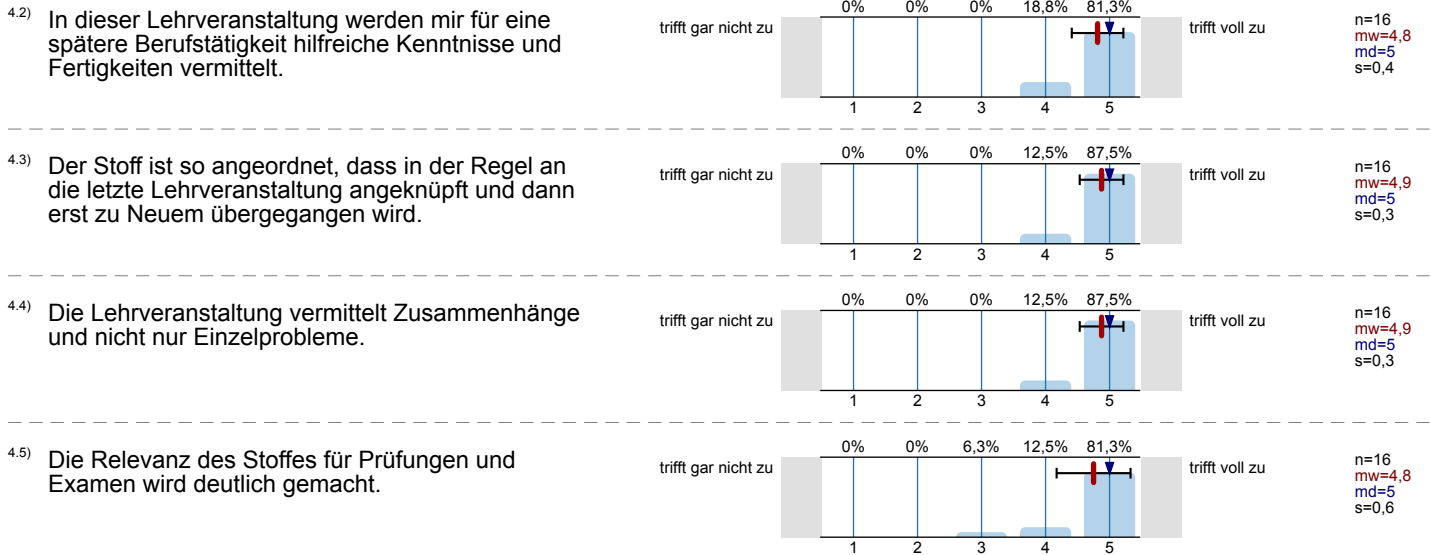 4.2) In dieser Lehrveranstaltung werden mir für eine
spätere Berufstätigkeit hilfreiche Kenntnisse und
Fertigkeiten vermittelt.
trifft gar nicht zu
0% 0% 0% 18,8% 81,3%
1 2 3 4 5
trifft voll zu
n=16
mw=4,8
md=5
s=0,4
4.3) Der Stoff ist so angeordnet, dass in der Regel an
die letzte Lehrveranstaltung angeknüpft und dann
erst zu Neuem übergegangen wird.
trifft gar nicht zu
0% 0% 0% 12,5% 87,5%
1 2 3 4 5
trifft voll zu
n=16
mw=4,9
md=5
s=0,3
4.4) Die Lehrveranstaltung vermittelt Zusammenhänge
und nicht nur Einzelprobleme.
trifft gar nicht zu
0% 0% 0% 12,5% 87,5%
1 2 3 4 5
trifft voll zu
n=16
mw=4,9
md=5
s=0,3
4.5) Die Relevanz des Stoffes für Prüfungen und
Examen wird deutlich gemacht.
trifft gar nicht zu
0% 0% 6,3% 12,5% 81,3%
1 2 3 4 5
trifft voll zu
n=16
mw=4,8
md=5
s=0,6